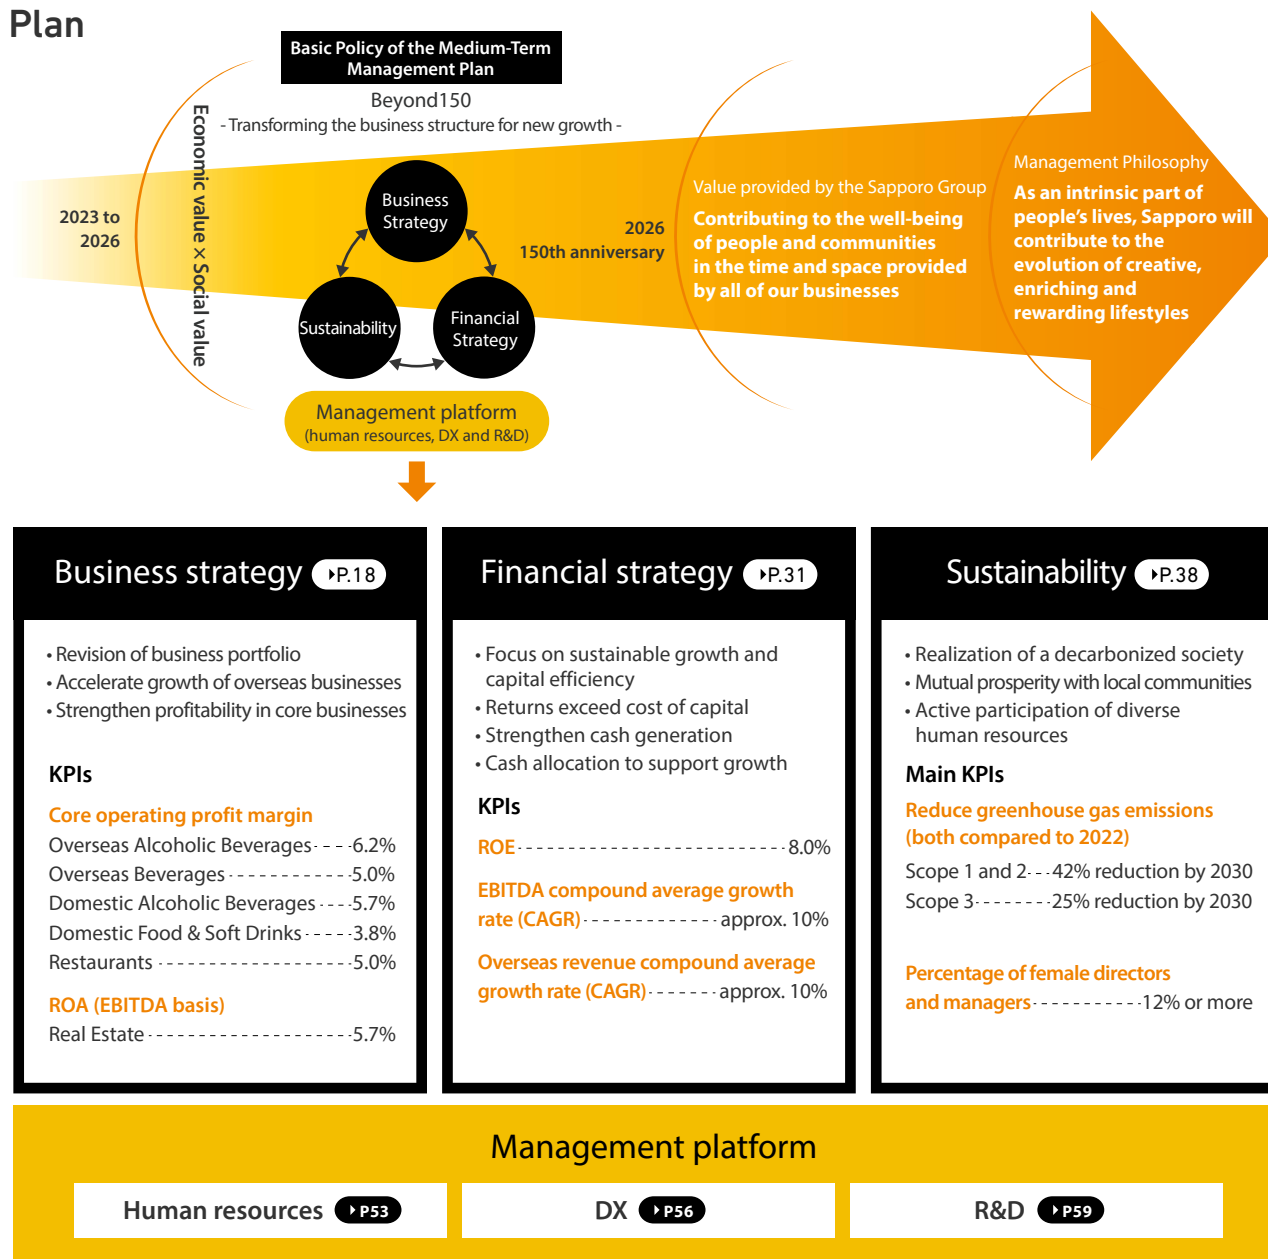 Plan
Basic Policy of the Medium-Term
Management Plan
Beyond150
- Transforming the business structure for new growth -
Economic value × Social value
2023 to
2026
Business
Strategy
Sustainability
Financial
Strategy
Management platform
(human resources, DX and R&D)
2026
150th anniversary
Value provided by the Sapporo Group
Contributing to the well-being
of people and communities
in the time and space provided
by all of our businesses
Management Philosophy
As an intrinsic part of
people's lives, Sapporo will
contribute to the
evolution of creative,
enriching and
rewarding lifestyles
Business strategy P.18
• Revision of business portfolio
• Accelerate growth of overseas businesses
• Strengthen profitability in core businesses
KPIs
Core operating profit margin
Overseas Alcoholic Beverages 6.2%
Overseas Beverages 5.0%
Domestic Alcoholic Beverages 5.7%
Domestic Food & Soft Drinks 3.8%
Restaurants 5.0%
ROA (EBITDA basis)
Real Estate 5.7%
Financial strategy P.31
• Focus on sustainable growth and
capital efficiency
• Returns exceed cost of capital
• Strengthen cash generation
• Cash allocation to support growth
KPIs
ROE 8.0%
EBITDA compound average growth
rate (CAGR) approx. 10%
Overseas revenue compound average
growth rate (CAGR) approx. 10%
Sustainability P.38
• Realization of a decarbonized society
• Mutual prosperity with local communities
• Active participation of diverse
human resources
Main KPIs
Reduce greenhouse gas emissions
(both compared to 2022)
Scope 1 and 2 42% reduction by 2030
Scope 3 25% reduction by 2030
Percentage of female directors
and managers 12% or more
Management platform
Human resources P53
DX P56
R&D P59